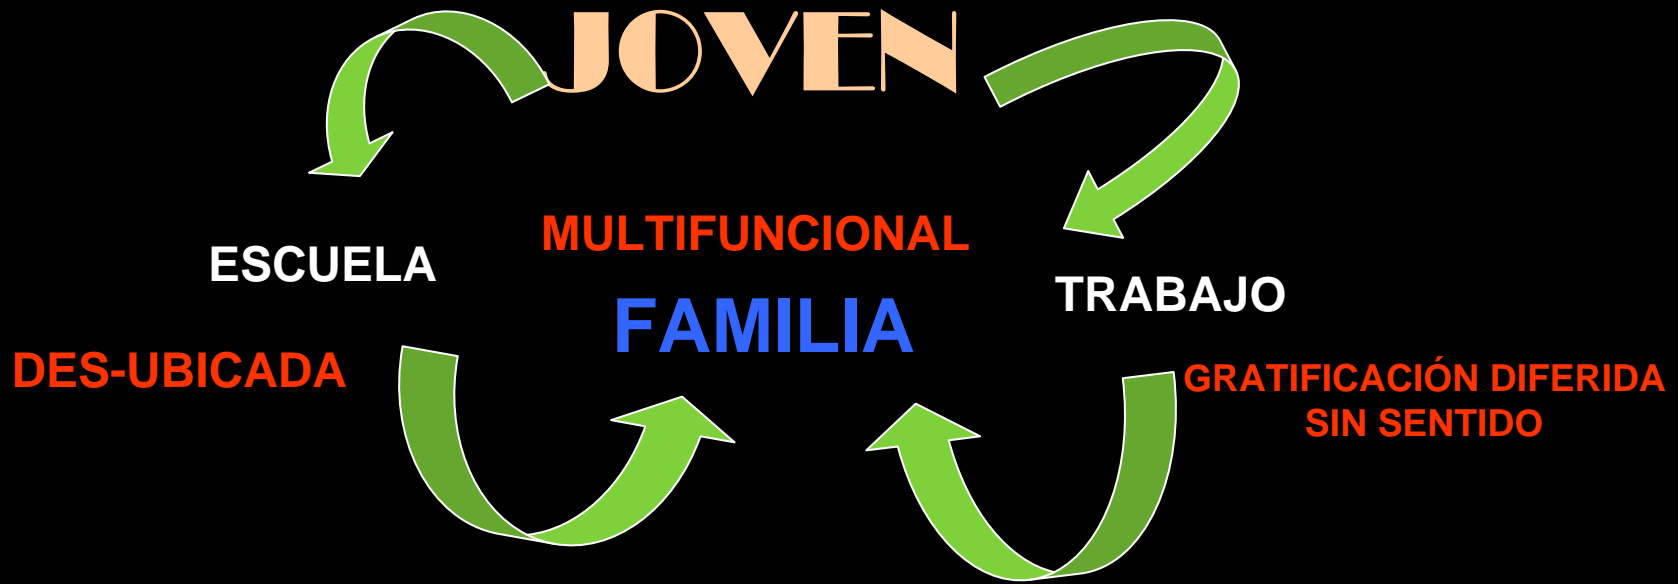 JOVEN
MULTIFUNCIONAL
ESCUELA
TRABAJO
FAMILIA
DES-UBICADA
GRATIFICACIÓN DIFERIDA
SIN SENTIDO